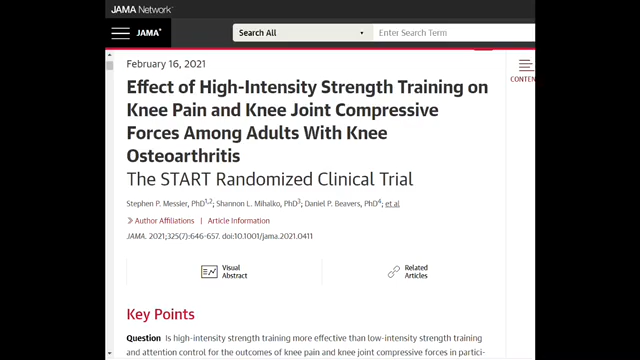 JAMA Network
JAMA
Search All
Enter Search Term
February 16, 2021
CONTEN
Effect of High-Intensity Strength Training on
Knee Pain and Knee Joint Compressive
Forces Among Adults With Knee
Osteoarthritis
The START Randomized Clinical Trial
Stephen P. Messier, PhD1,2; Shannon L. Mihalko, PhD3; Daniel P. Beavers, PhD4; et al
Author Affiliations | Article Information
JAMA. 2021;325(7):646-657. doi:10.1001/jama.2021.0411
Visual
Abstract
Related
Articles
Key Points
Question Is high-intensity strength training more effective than low-intensity strength training
and attention control for the outcomes of knee pain and knee joint compressive forces in partici-